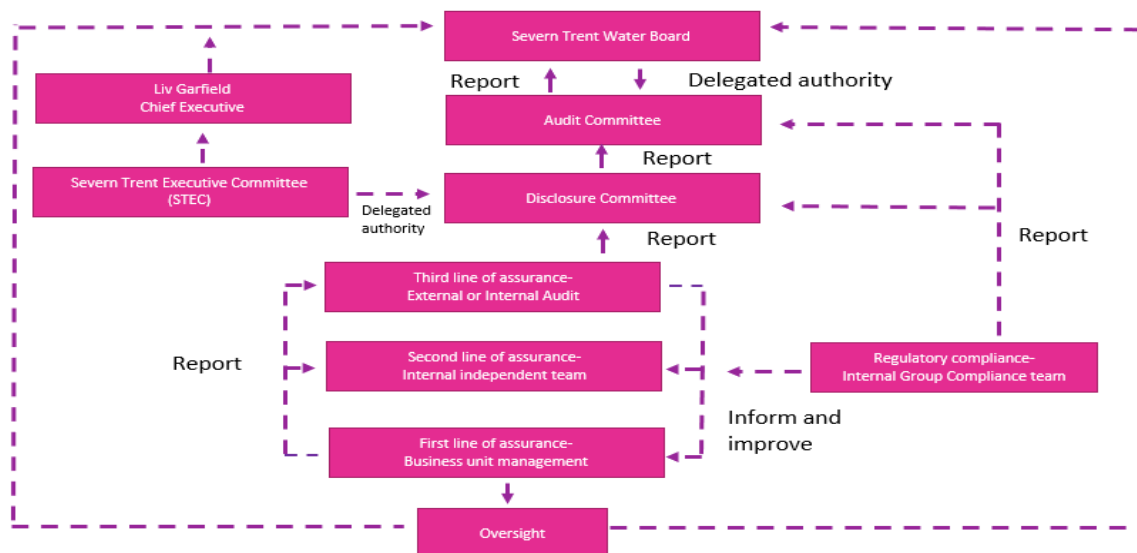 Severn Trent Water Board
Report
Delegated authority
Liv Garfield
Chief Executive
Audit Committee
Report
Severn Trent Executive Committee
(STEC)
Delegated
authority
Disclosure Committee
Report
Report
Third line of assurance-
External or Internal Audit
Report
Second line of assurance-
Internal independent team
Regulatory compliance-
Internal Group Compliance team
Inform and
improve
First line of assurance-
Business unit management
Oversight